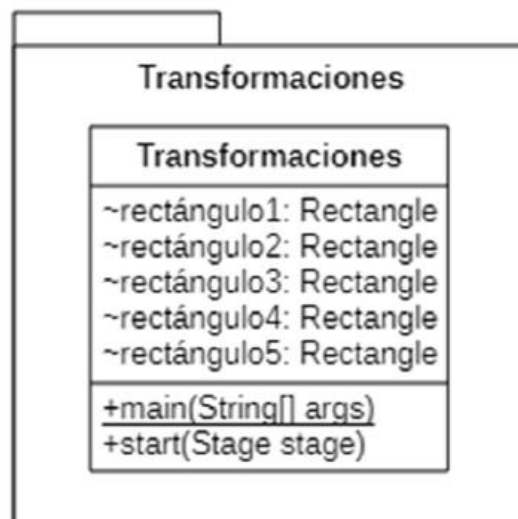 Transformaciones
Transformaciones
~rectángulo1: Rectangle
~rectángulo2: Rectangle
~rectángulo3: Rectangle
~rectángulo4: Rectangle
~rectángulo5: Rectangle
+main(String[] args)
+start(Stage stage)